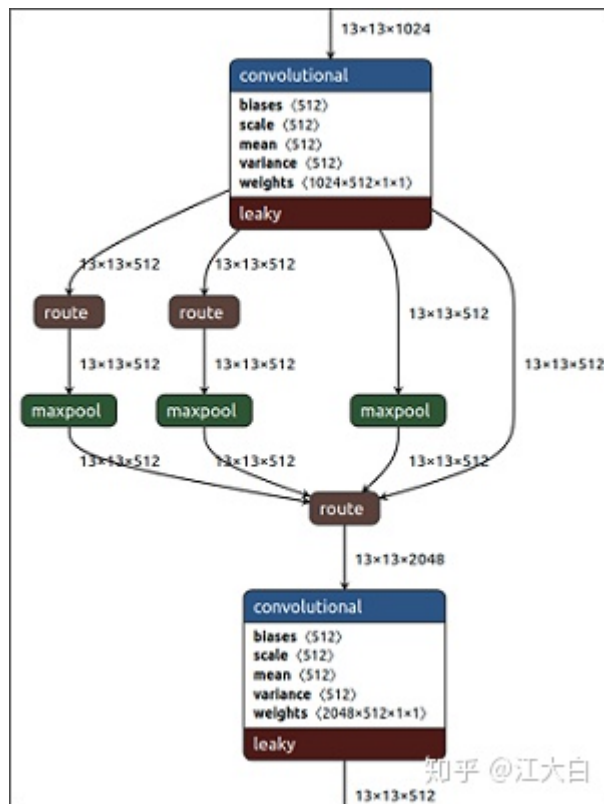 13×13×1024
convolutional
biases ⟨512⟩
scale ⟨512⟩
mean ⟨512⟩
variance ⟨512⟩
weights ⟨1024×512×1×1⟩
leaky
13×13×512 13×13×512
route route 13×13×512
13×13×512 13×13×512 13×13×512
maxpool maxpool maxpool
13×13×512 13×13×512 13×13×512
route
13×13×2048
convolutional
biases ⟨512⟩
scale ⟨512⟩
mean ⟨512⟩
variance ⟨512⟩
weights ⟨2048×512×1×1⟩
leaky
知乎 @江大白
13×13×512